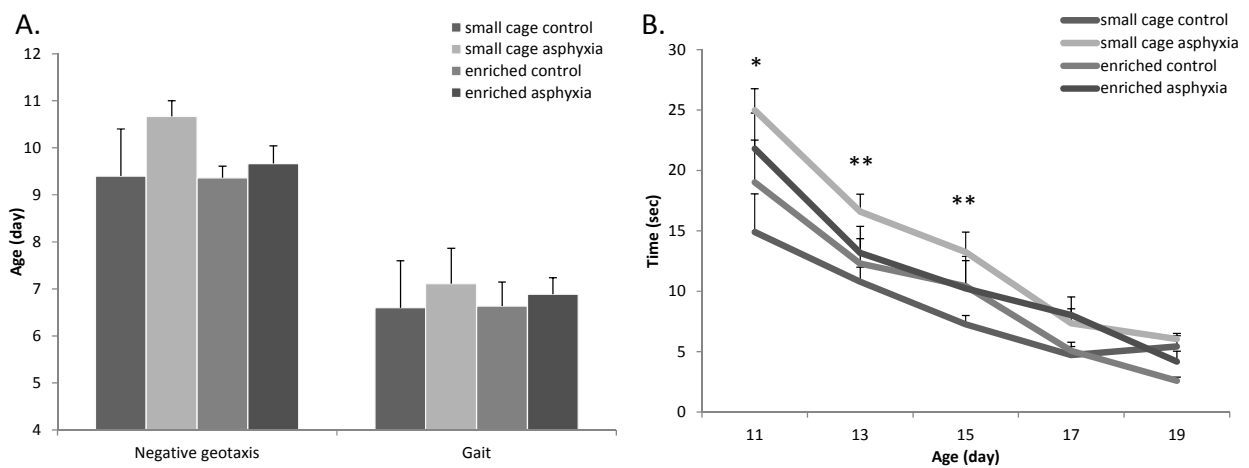 A.
small cage control
small cage asphyxia
enriched control
enriched asphyxia
12
11
10
9
8
7
6
5
4
Age (day)
Negative geotaxis
Gait
B.
small cage control
small cage asphyxia
enriched control
enriched asphyxia
30
25
20
15
10
5
0
Time (sec)
*
**
**
11
13
15
17
19
Age (day)